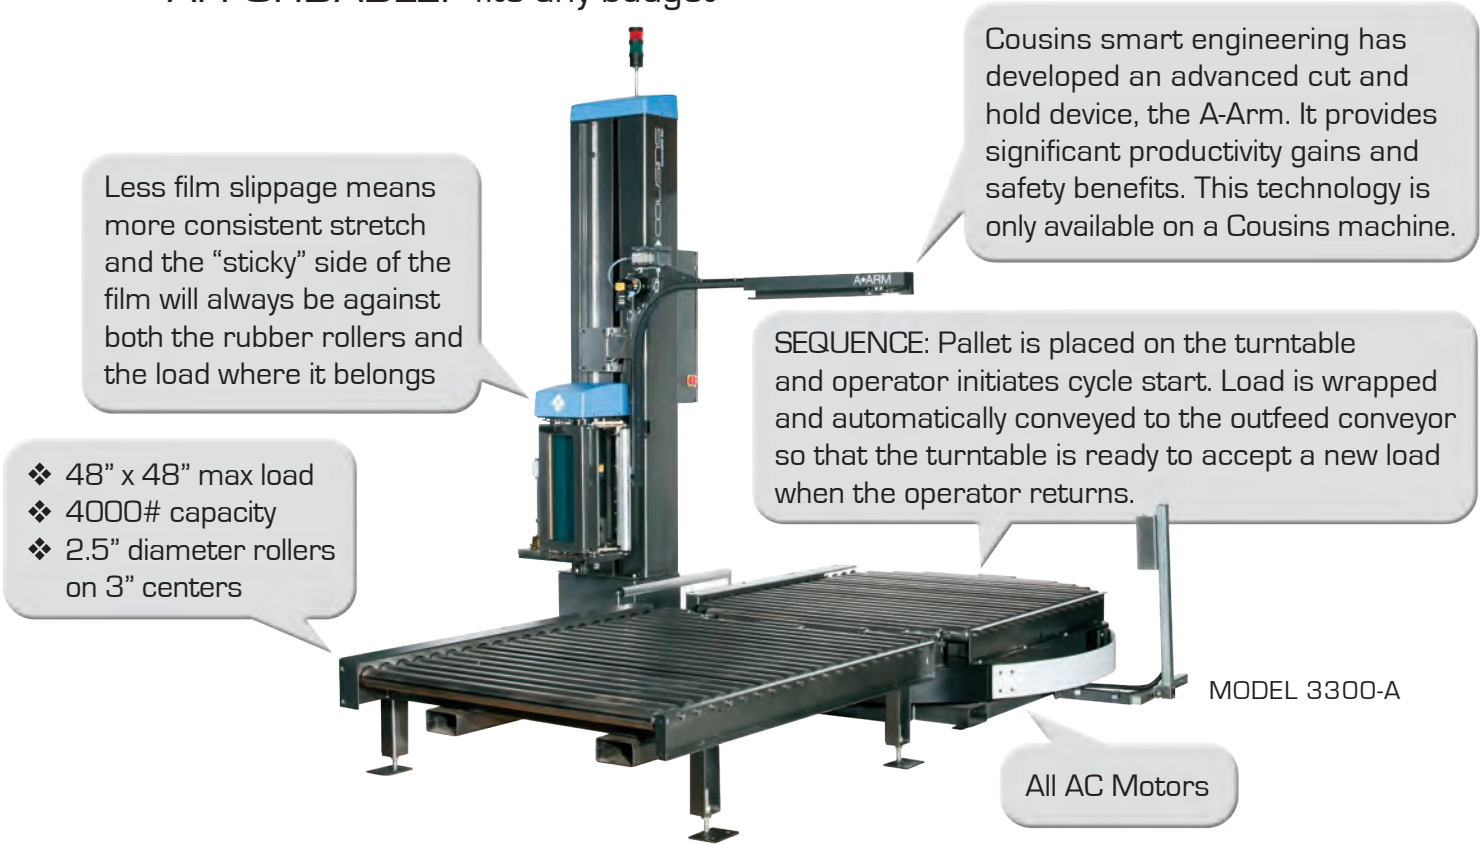 AFFORDABLE: fits any budget
Cousins smart engineering has
developed an advanced cut and
hold device, the A-Arm. It provides
significant productivity gains and
safety benefits. This technology is
only available on a Cousins machine.
Less film slippage means
more consistent stretch
and the “sticky” side of the
film will always be against
both the rubber rollers and
the load where it belongs
COUSINS
A•ARM
SEQUENCE: Pallet is placed on the turntable
and operator initiates cycle start. Load is wrapped
and automatically conveyed to the outfeed conveyor
so that the turntable is ready to accept a new load
when the operator returns.
❖ 48” x 48” max load
❖ 4000# capacity
❖ 2.5” diameter rollers
on 3” centers
MODEL 3300-A
All AC Motors